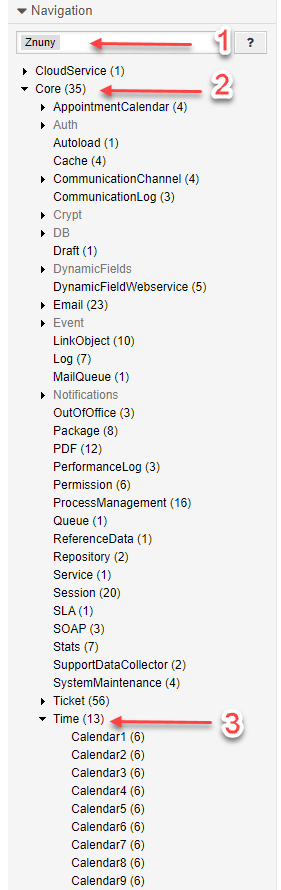 Navigation
Znuny
?
1
CloudService (1)
Core (35)
2
AppointmentCalendar (4)
Auth
Autoload (1)
Cache (4)
CommunicationChannel (4)
CommunicationLog (3)
Crypt
DB
Draft (1)
DynamicFields
DynamicFieldWebservice (5)
Email (23)
Event
LinkObject (10)
Log (7)
MailQueue (1)
Notifications
OutOfOffice (3)
Package (8)
PDF (12)
PerformanceLog (3)
Permission (6)
ProcessManagement (16)
Queue (1)
ReferenceData (1)
Repository (2)
Service (1)
Session (20)
SLA (1)
SOAP (3)
Stats (7)
SupportDataCollector (2)
SystemMaintenance (4)
Ticket (56)
Time (13)
3
Calendar1 (6)
Calendar2 (6)
Calendar3 (6)
Calendar4 (6)
Calendar5 (6)
Calendar6 (6)
Calendar7 (6)
Calendar8 (6)
Calendar9 (6)